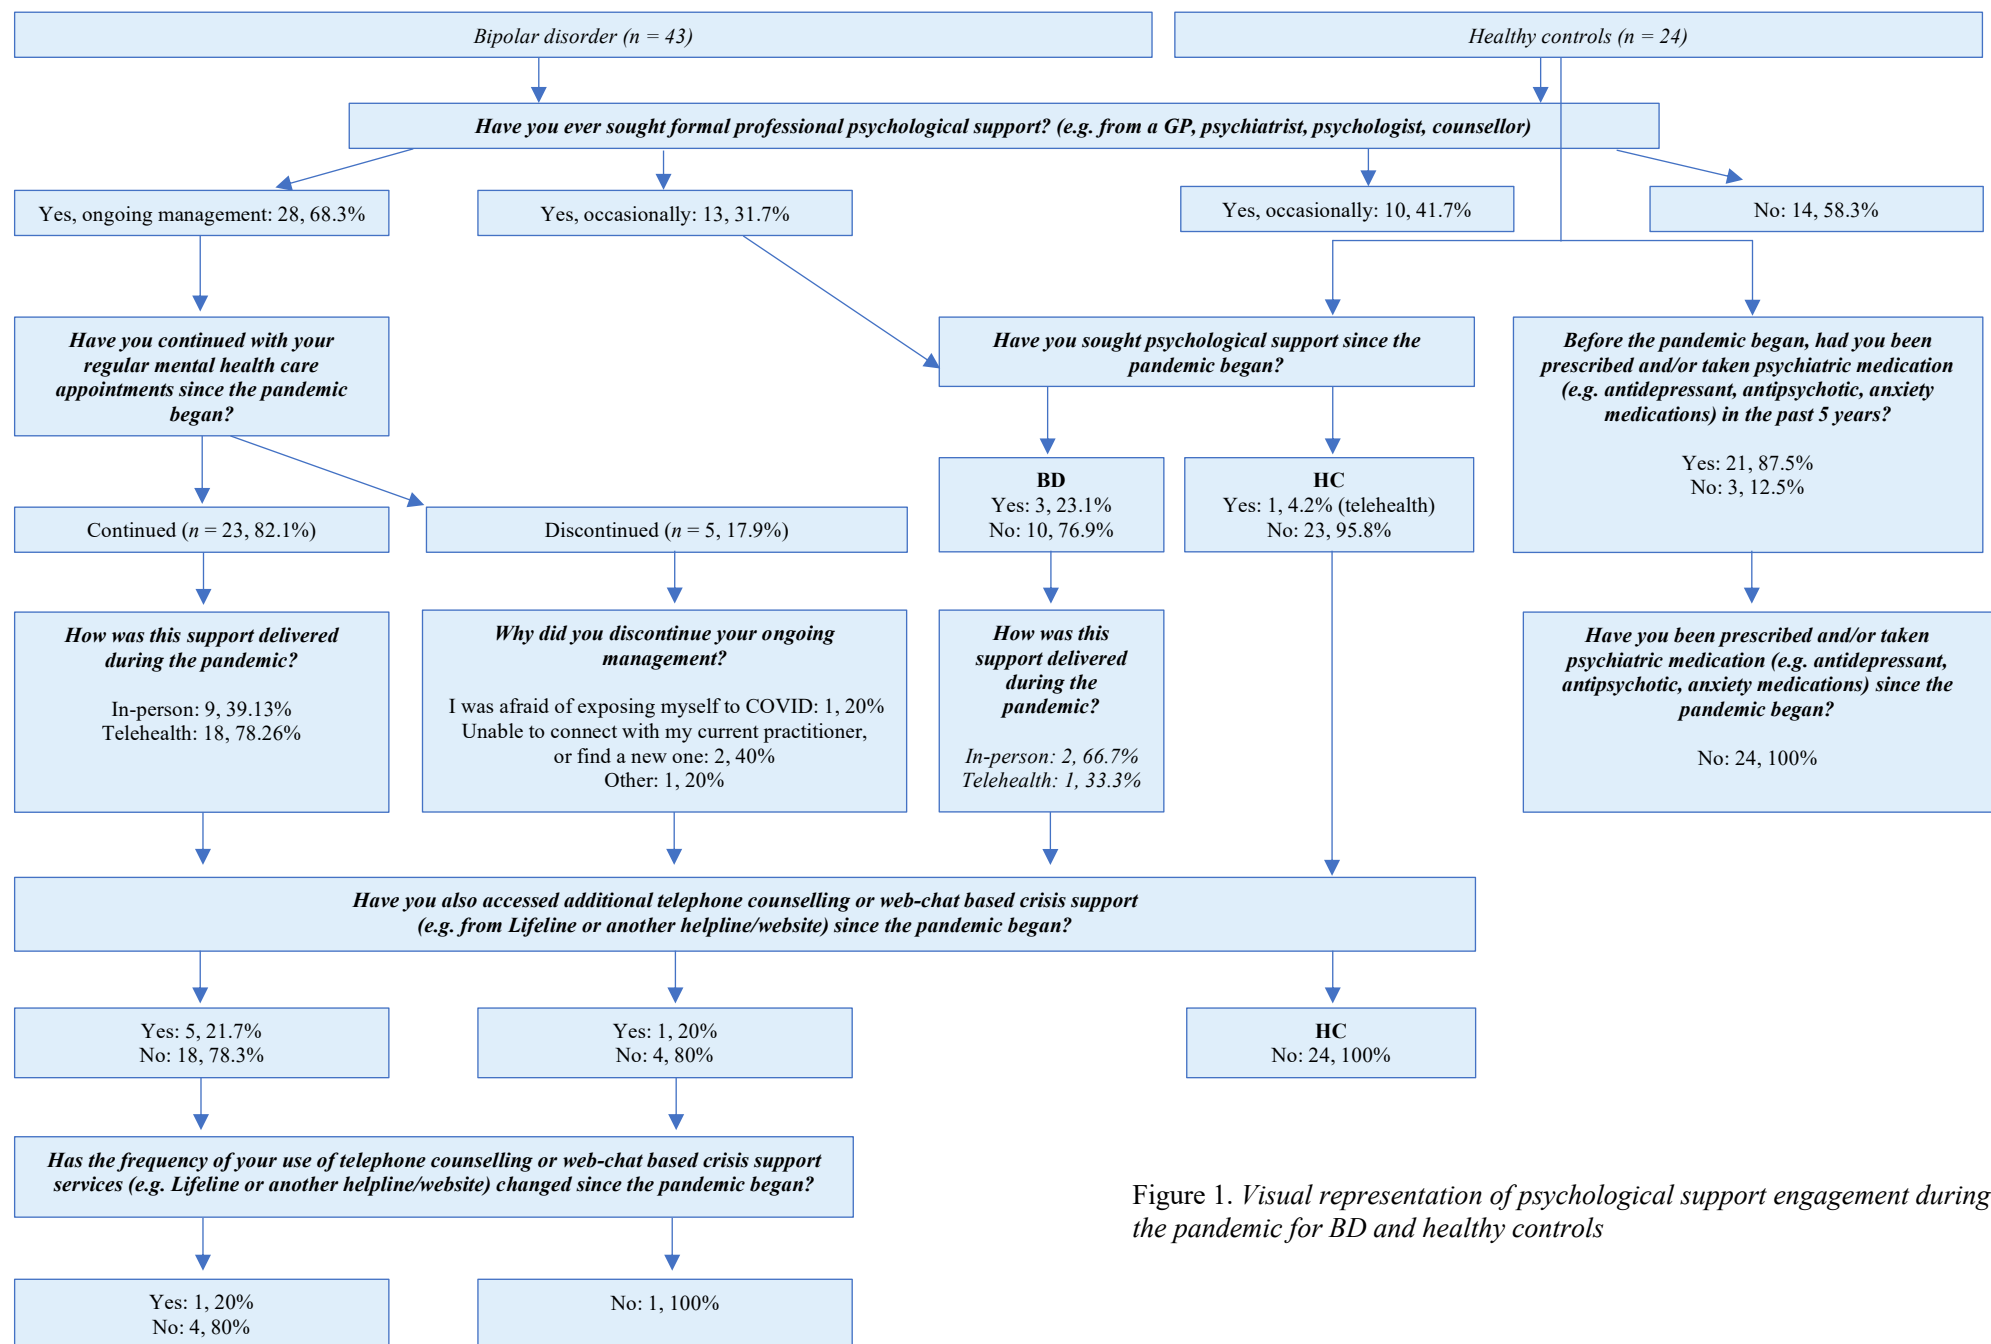 Bipolar disorder (n = 43)
Healthy controls (n = 24)
Have you ever sought formal professional psychological support? (e.g. from a GP, psychiatrist, psychologist, counsellor)
Yes, ongoing management: 28, 68.3%
Yes, occasionally: 13, 31.7%
Yes, occasionally: 10, 41.7%
No: 14, 58.3%
Have you continued with your
regular mental health care
appointments since the pandemic
began?
Have you sought psychological support since the
pandemic began?
Before the pandemic began, had you been
prescribed and/or taken psychiatric medication
(e.g. antidepressant, antipsychotic, anxiety
medications) in the past 5 years?
Yes: 21, 87.5%
No: 3, 12.5%
BD
Yes: 3, 23.1%
No: 10, 76.9%
HC
Yes: 1, 4.2% (telehealth)
No: 23, 95.8%
Continued (n = 23, 82.1%)
Discontinued (n = 5, 17.9%)
How was this support delivered
during the pandemic?
In-person: 9, 39.13%
Telehealth: 18, 78.26%
Why did you discontinue your ongoing
management?
I was afraid of exposing myself to COVID: 1, 20%
Unable to connect with my current practitioner,
or find a new one: 2, 40%
Other: 1, 20%
How was this
support delivered
during the
pandemic?
In-person: 2, 66.7%
Telehealth: 1, 33.3%
Have you been prescribed and/or taken
psychiatric medication (e.g. antidepressant,
antipsychotic, anxiety medications) since the
pandemic began?
No: 24, 100%
Have you also accessed additional telephone counselling or web-chat based crisis support
(e.g. from Lifeline or another helpline/website) since the pandemic began?
Yes: 5, 21.7%
No: 18, 78.3%
Yes: 1, 20%
No: 4, 80%
HC
No: 24, 100%
Has the frequency of your use of telephone counselling or web-chat based crisis support
services (e.g. Lifeline or another helpline/website) changed since the pandemic began?
Yes: 1, 20%
No: 4, 80%
No: 1, 100%
Figure 1. Visual representation of psychological support engagement during
the pandemic for BD and healthy controls